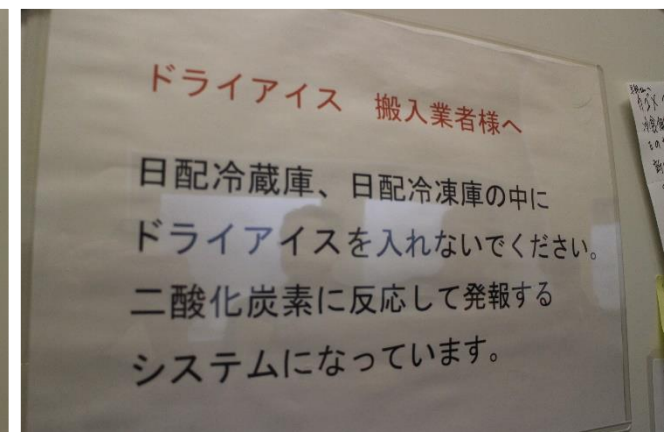 ドライアイス 搬入業者様へ
日配冷蔵庫、日配冷凍庫の中に
ドライアイスを入れないでください。
二酸化炭素に反応して発報する
システムになっています。